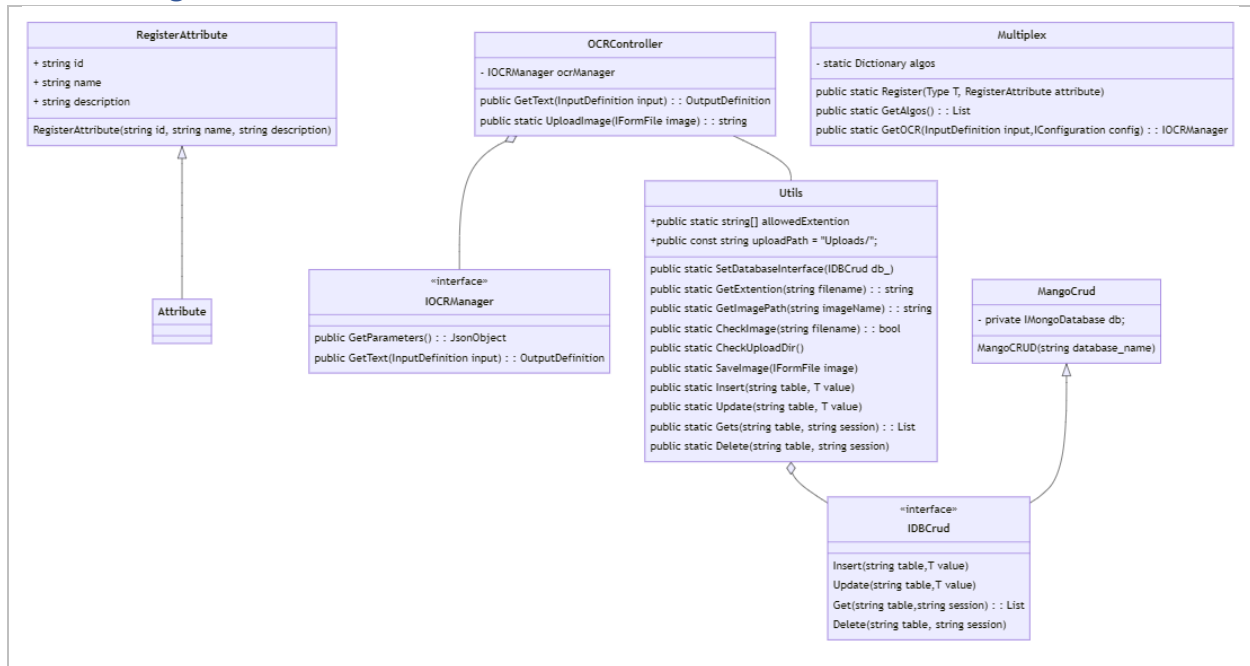 RegisterAttribute
+ string id
+ string name
+ string description
RegisterAttribute(string id, string name, string description)
Attribute
OCRController
- IOCRManager ocrManager
public GetText(InputDefinition input) : : OutputDefinition
public static UploadImage(IFormFile image) : : string
«interface»
IOCRManager
public GetParameters() : : JsonObject
public GetText(InputDefinition input) : : OutputDefinition
Multiplex
- static Dictionary algos
public static Register(Type T, RegisterAttribute attribute)
public static GetAlgos() : : List
public static GetOCR(InputDefinition input,IConfiguration config) : : IOCRManager
Utils
+public static string[] allowedExtention
+public const string uploadPath = "Uploads/";
public static SetDatabaseInterface(IDBCrud db_)
public static GetExtention(string filename) : : string
public static GetImagePath(string imageName) : : string
public static CheckImage(string filename) : : bool
public static CheckUploadDir()
public static SaveImage(IFormFile image)
public static Insert(string table, T value)
public static Update(string table, T value)
public static Gets(string table, string session) : : List
public static Delete(string table, string session)
MangoCrud
- private IMongoDatabase db;
MangoCRUD(string database_name)
«interface»
IDBCrud
Insert(string table,T value)
Update(string table,T value)
Get(string table,string session) : : List
Delete(string table, string session)